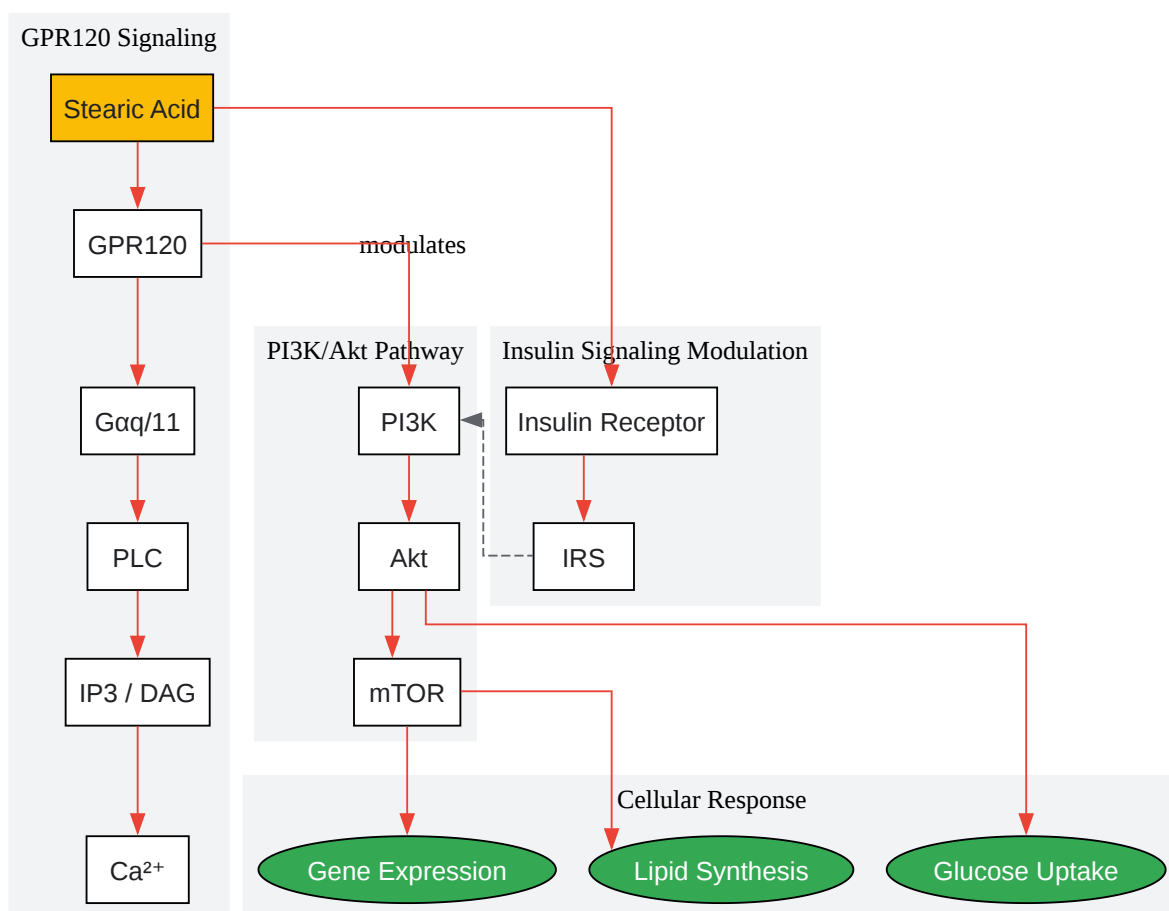 GPR120 Signaling
Stearic Acid
GPR120
modulates
PI3K/Akt Pathway
Insulin Signaling Modulation
Gαq/11
PI3K
Insulin Receptor
PLC
Akt
IRS
IP3 / DAG
mTOR
Cellular Response
Ca²⁺
Gene Expression
Lipid Synthesis
Glucose Uptake